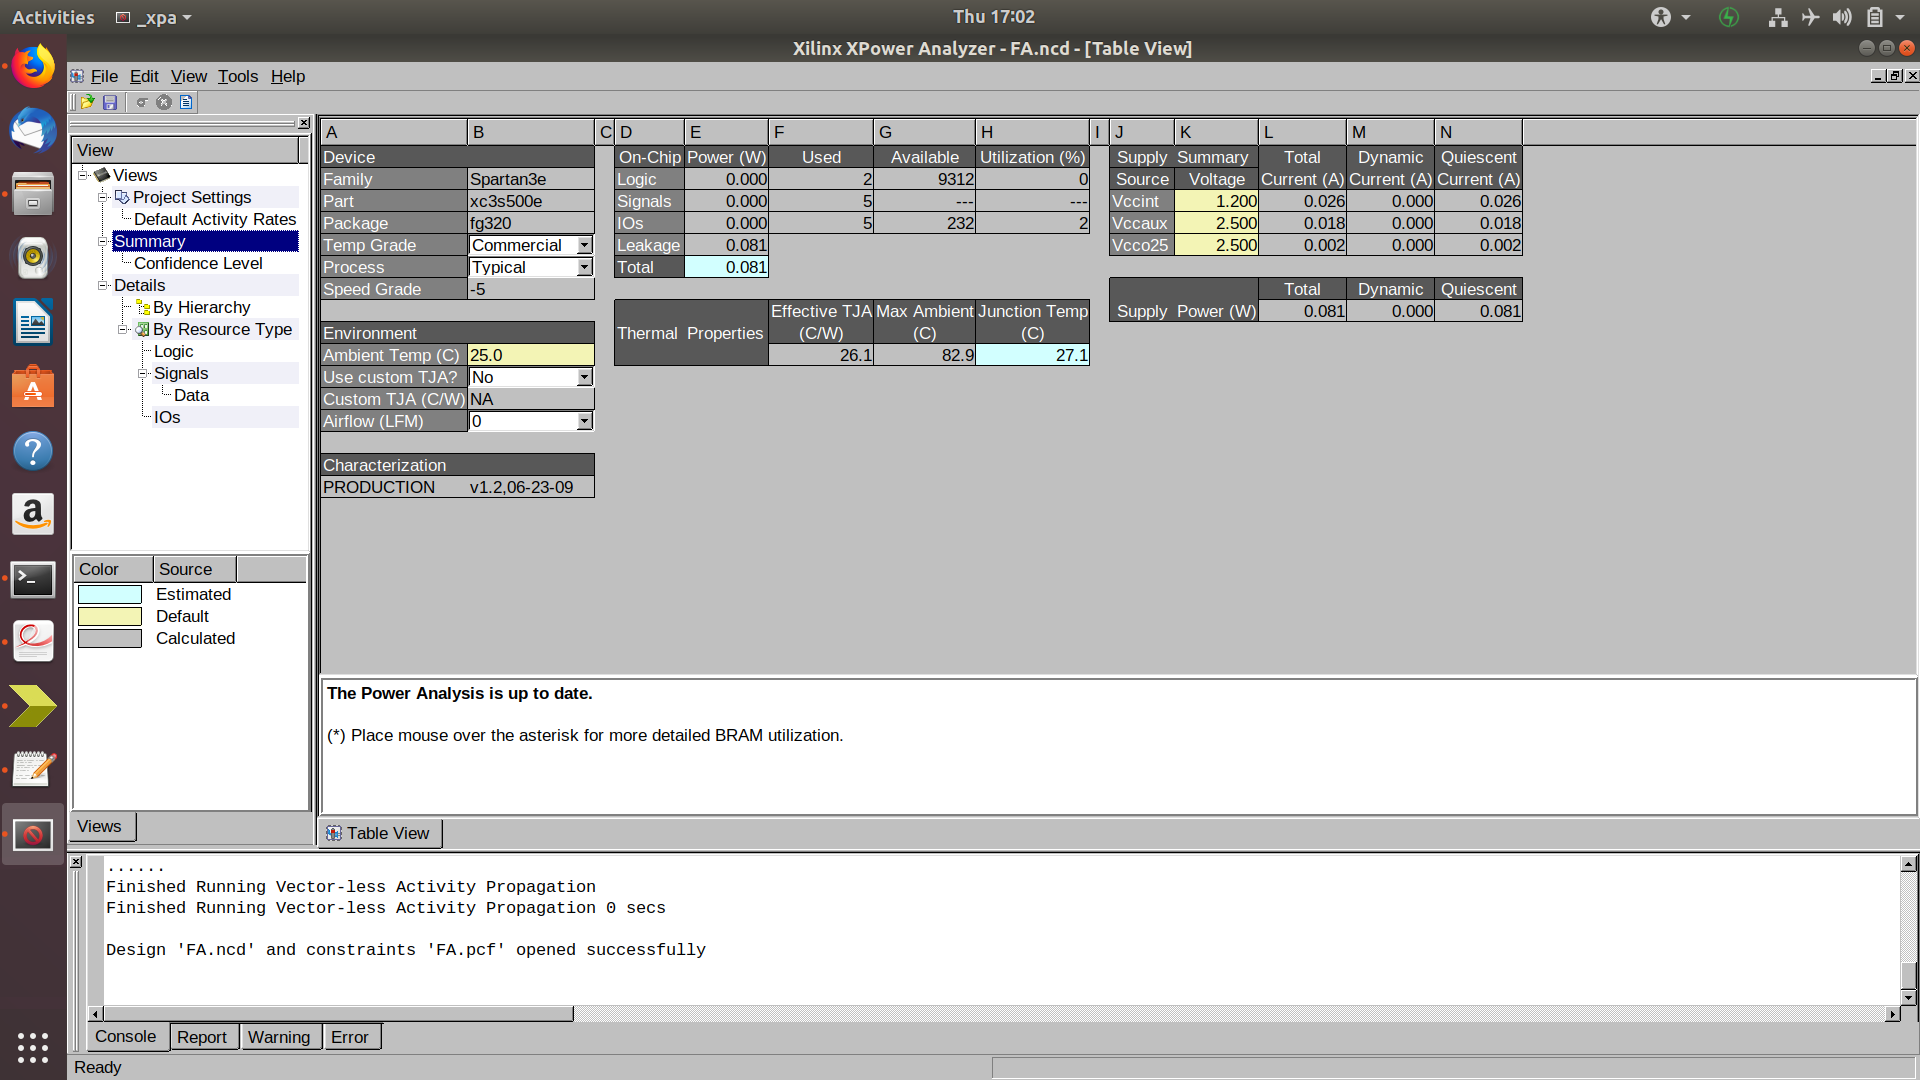 Activities _xpa Thu 17:02
Xilinx XPower Analyzer - FA.ncd - [Table View]
File Edit View Tools Help
View
Views
Project Settings
Default Activity Rates
Summary
Confidence Level
Details
By Hierarchy
By Resource Type
Logic
Signals
Data
IOs
Color Source
Estimated
Default
Calculated
Views
A B C D E F G H I J K L M N
Device
Family Spartan3e
Part xc3s500e
Package fg320
Temp Grade Commercial
Process Typical
Speed Grade -5
Environment
Ambient Temp (C) 25.0
Use custom TJA? No
Custom TJA (C/W) NA
Airflow (LFM) 0
Characterization
PRODUCTION v1.2,06-23-09
On-Chip Power (W) Used Available Utilization (%)
Logic 0.000 2 9312 0
Signals 0.000 5 --- ---
IOs 0.000 5 232 2
Leakage 0.081
Total 0.081
Effective TJA Max Ambient Junction Temp
Thermal Properties (C/W) (C) (C)
26.1 82.9 27.1
Supply Summary Total Dynamic Quiescent
Source Voltage Current (A) Current (A) Current (A)
Vccint 1.200 0.026 0.000 0.026
Vccaux 2.500 0.018 0.000 0.018
Vcco25 2.500 0.002 0.000 0.002
Total Dynamic Quiescent
Supply Power (W) 0.081 0.000 0.081
The Power Analysis is up to date.
(*) Place mouse over the asterisk for more detailed BRAM utilization.
Table View
......
Finished Running Vector-less Activity Propagation
Finished Running Vector-less Activity Propagation 0 secs
Design 'FA.ncd' and constraints 'FA.pcf' opened successfully
Console Report Warning Error
Ready